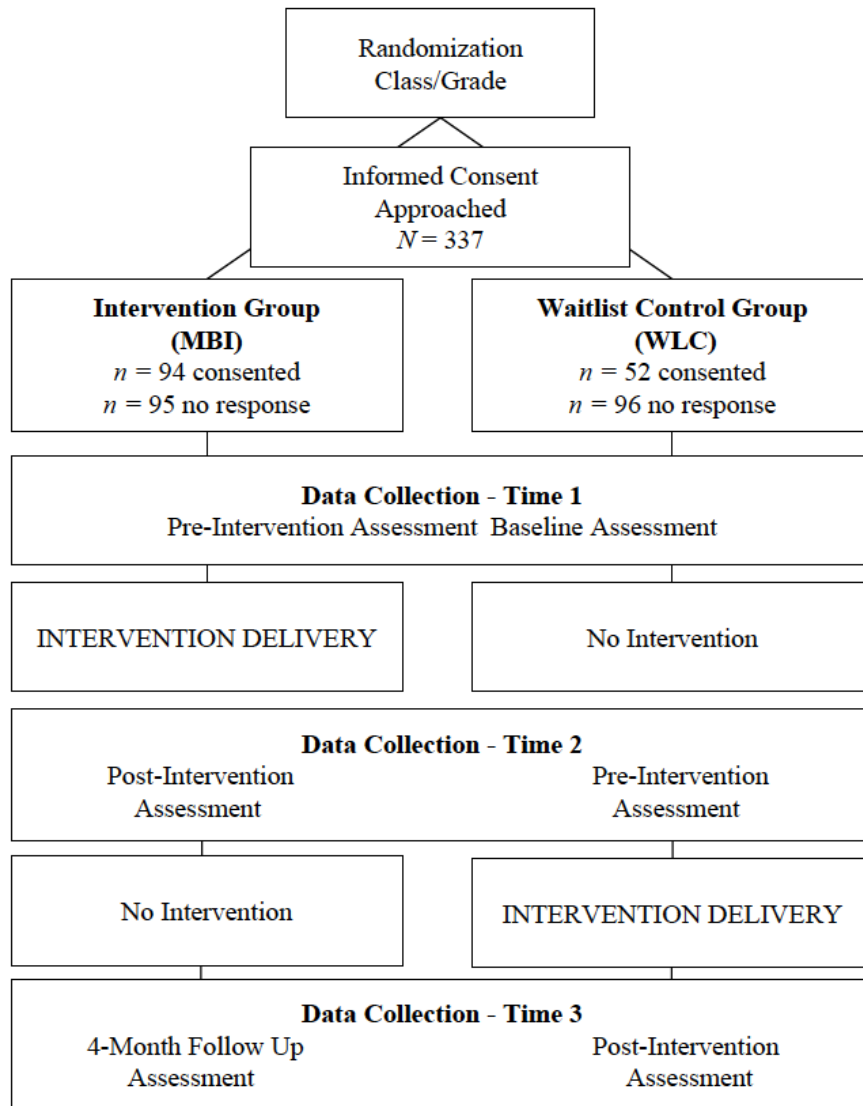 Randomization
Class/Grade
Informed Consent
Approached
N = 337
Intervention Group
(MBI)
n = 94 consented
n = 95 no response
Waitlist Control Group
(WLC)
n = 52 consented
n = 96 no response
Data Collection - Time 1
Pre-Intervention Assessment Baseline Assessment
INTERVENTION DELIVERY
No Intervention
Data Collection - Time 2
Post-Intervention
Assessment
Pre-Intervention
Assessment
No Intervention
INTERVENTION DELIVERY
Data Collection - Time 3
4-Month Follow Up
Assessment
Post-Intervention
Assessment